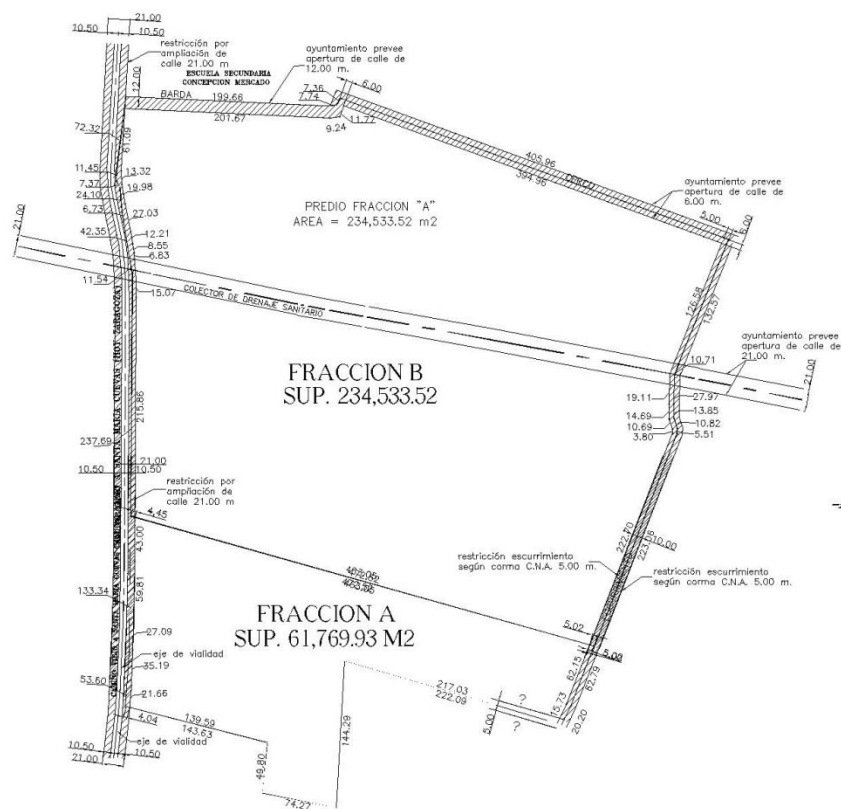 21.00
10.50
10.50
restricción por
ampliación de
calle 21.00 m
ESCUELA SECUNDARIA
CONCEPCION MERCADO
ayuntamiento prevee
apertura de calle de
12.00 m.
12.00
BARDA
199.66
201.67
7.36
7.74
6.00
11.77
9.24
72.32
61.09
405.96
394.96
CERCO
ayuntamiento prevee
apertura de calle de
6.00 m.
11.45
13.32
7.37
19.98
24.10
6.73
27.03
PREDIO FRACCION "A"
AREA = 234,533.52 m2
5.00
6.00
21.00
42.35
12.21
8.55
6.83
11.54
15.07
COLECTOR DE DRENAJE SANITARIO
126.58
132.57
ayuntamiento prevee
apertura de calle de
21.00 m.
10.71
21.00
FRACCION B
SUP. 234,533.52
19.11
27.97
14.69
13.85
10.69
10.82
3.80
5.51
215.86
237.69
21.00
10.50
10.50
restricción por
ampliación de
calle 21.00 m
4.45
43.00
222.70
10.00
restricción escurrimiento
según corma C.N.A. 5.00 m.
restricción escurrimiento
según corma C.N.A. 5.00 m.
133.34
59.81
FRACCION A
SUP. 61,769.93 M2
5.02
5.00
27.09
eje de vialidad
35.19
62.15
62.79
53.60
21.66
217.03
222.09
?
?
5.00
15.73
20.20
4.04
139.59
143.63
144.29
10.50
10.50
21.00
eje de vialidad
49.80
74.27